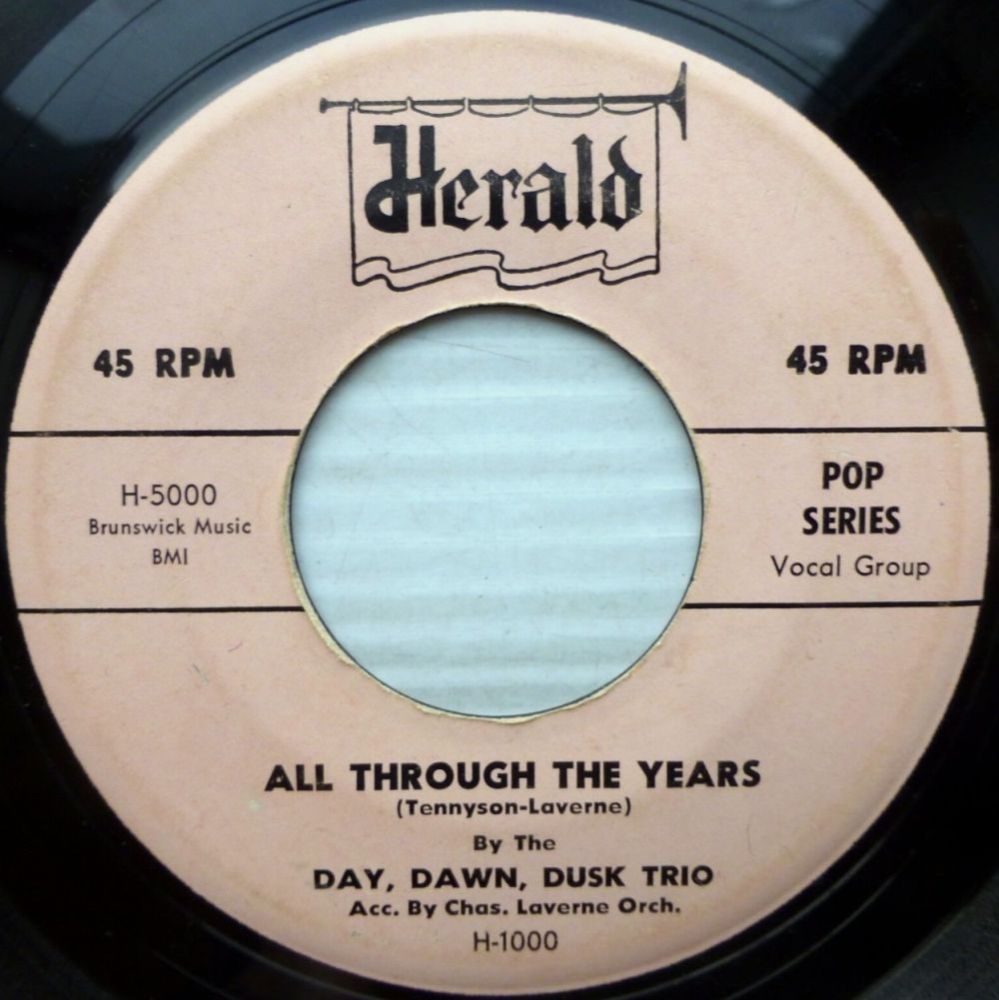 Herald
45 RPM
45 RPM
H-5000
Brunswick Music
BMI
POP
SERIES
Vocal Group
ALL THROUGH THE YEARS
(Tennyson-Laverne)
By The
DAY, DAWN, DUSK TRIO
Acc. By Chas. Laverne Orch.
H-1000